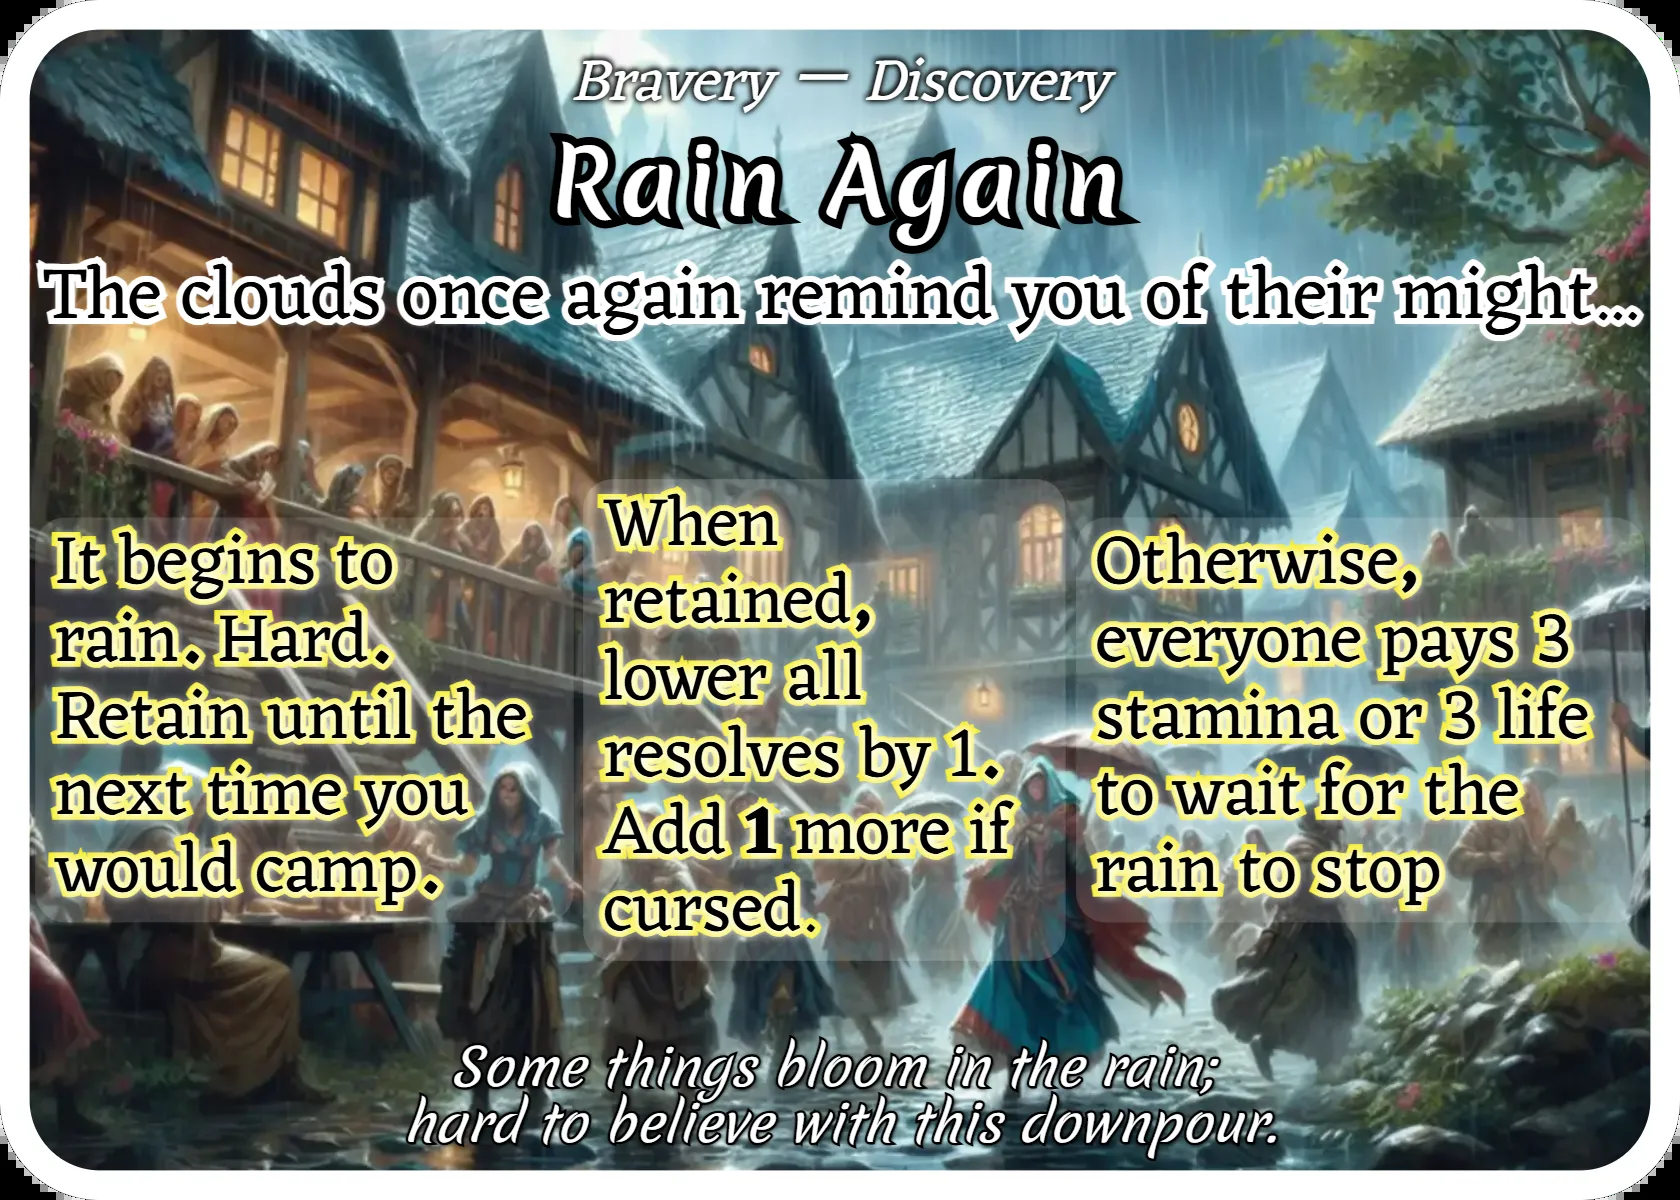 Bravery — Discovery
Rain Again
The clouds once again remind you of their might...
It begins to
rain. Hard.
Retain until the
next time you
would camp.
When
retained,
lower all
resolves by 1.
Add 1 more if
cursed.
Otherwise,
everyone pays 3
stamina or 3 life
to wait for the
rain to stop
Some things bloom in the rain;
hard to believe with this downpour.